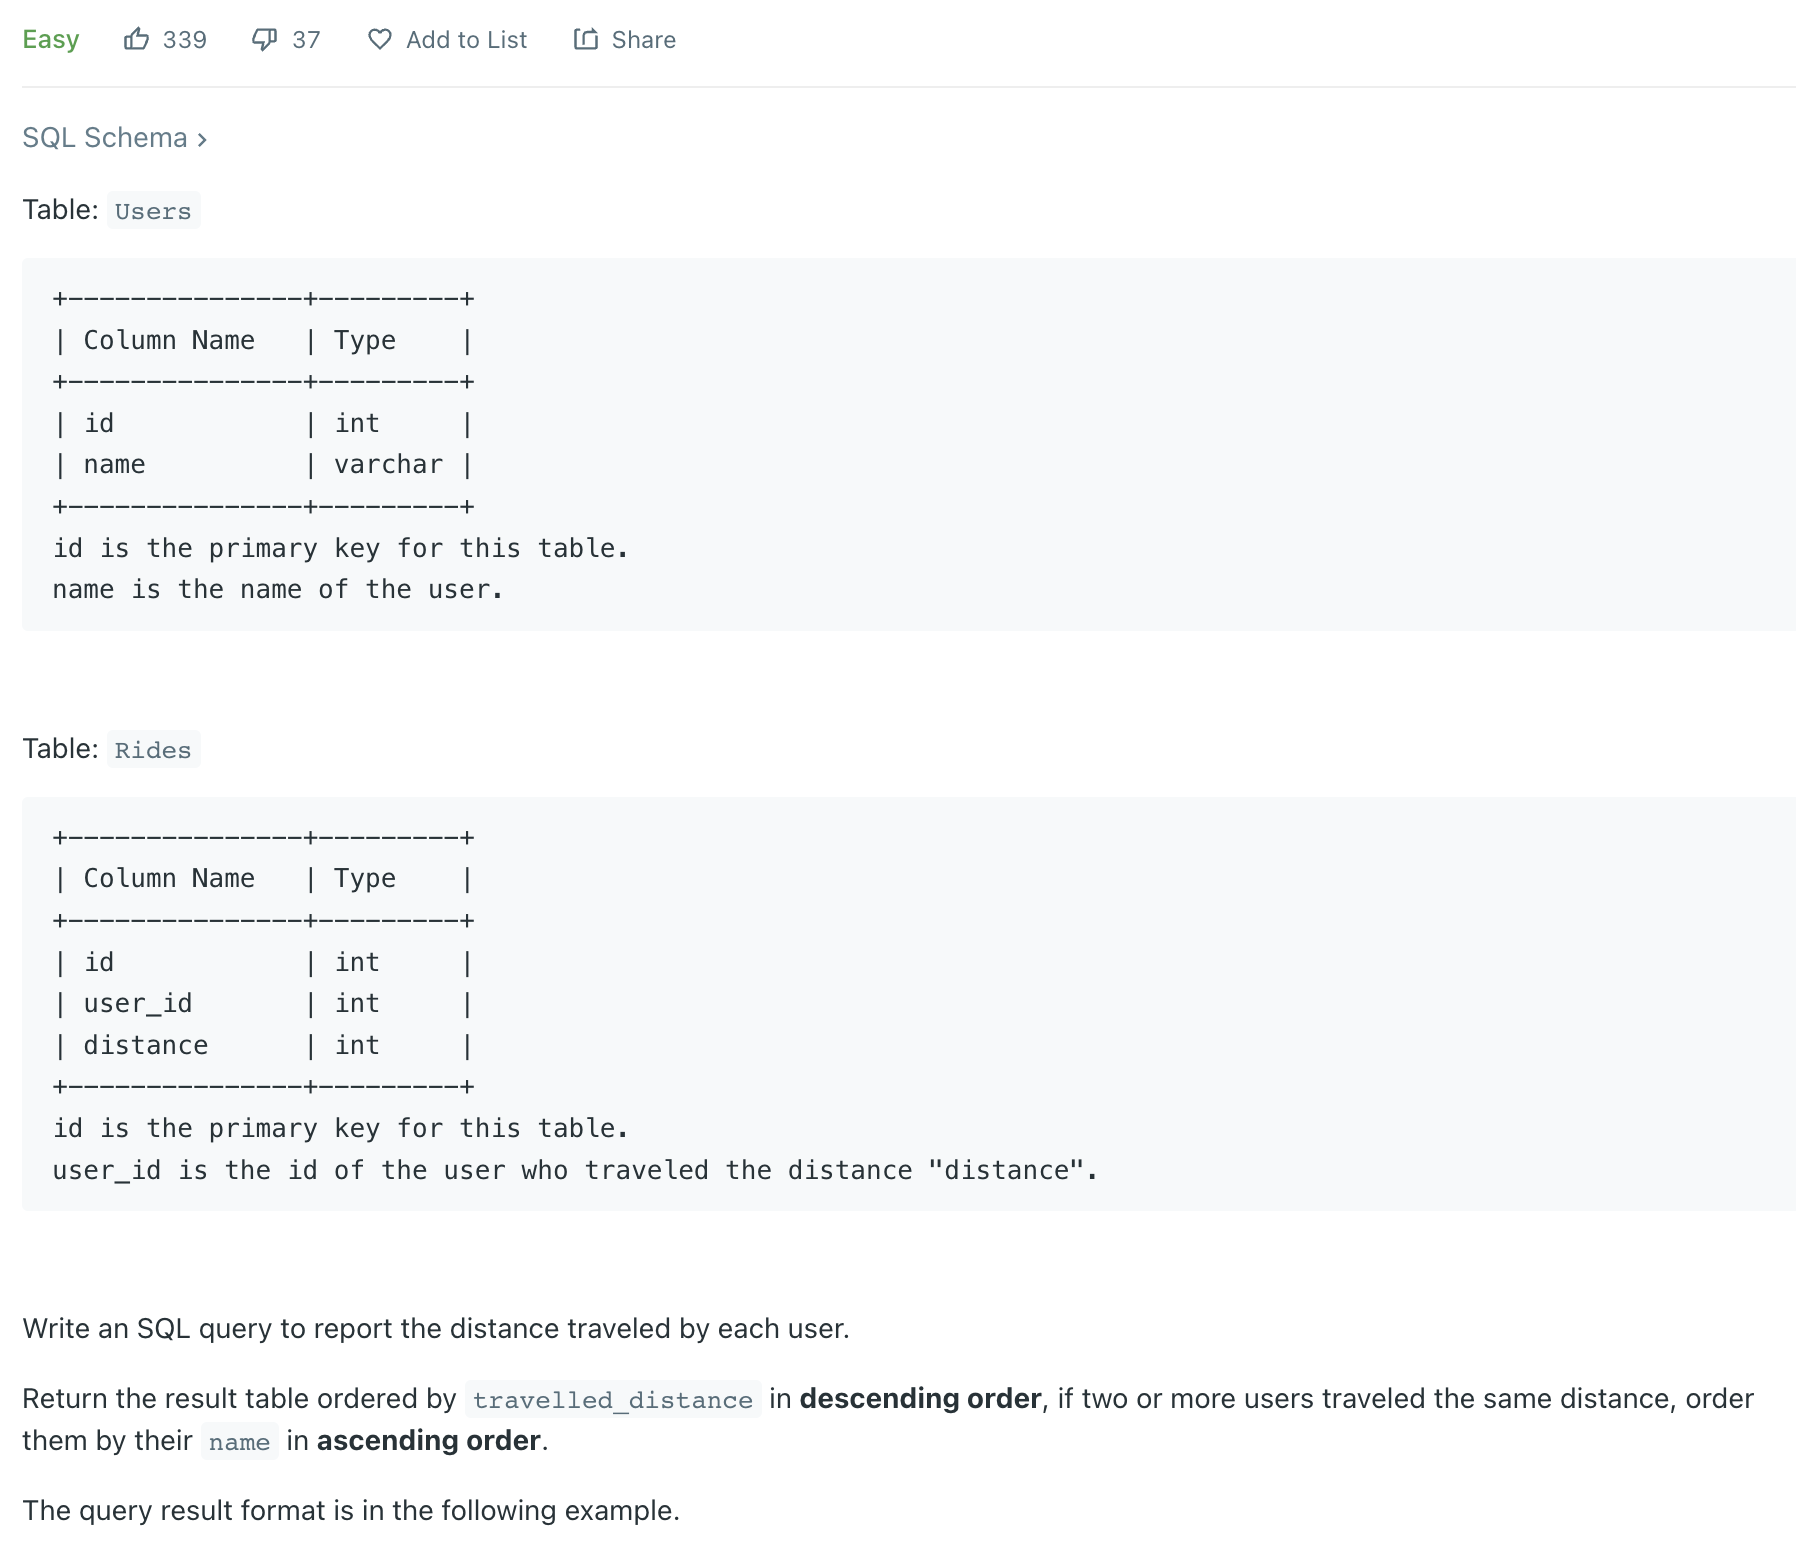 Easy 339 37 Add to List Share
SQL Schema ›
Table: Users
+---------------+---------+
| Column Name   | Type    |
+---------------+---------+
| id            | int     |
| name          | varchar |
+---------------+---------+
id is the primary key for this table.
name is the name of the user.
Table: Rides
+---------------+---------+
| Column Name   | Type    |
+---------------+---------+
| id            | int     |
| user_id       | int     |
| distance      | int     |
+---------------+---------+
id is the primary key for this table.
user_id is the id of the user who traveled the distance "distance".
Write an SQL query to report the distance traveled by each user.
Return the result table ordered by travelled_distance in descending order, if two or more users traveled the same distance, order
them by their name in ascending order.
The query result format is in the following example.